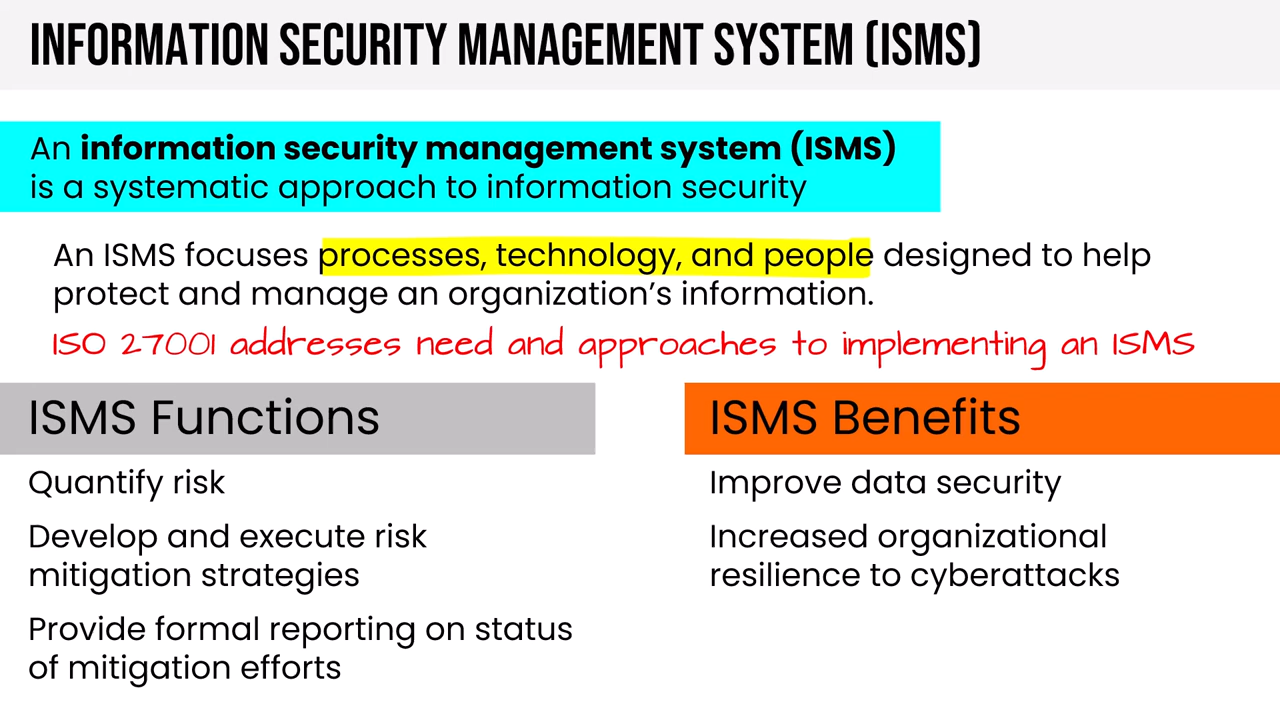 INFORMATION SECURITY MANAGEMENT SYSTEM (ISMS)
An information security management system (ISMS)
is a systematic approach to information security
An ISMS focuses processes, technology, and people designed to help
protect and manage an organization’s information.
ISO 27001 addresses need and approaches to implementing an ISMS
ISMS Functions
Quantify risk
Develop and execute risk
mitigation strategies
Provide formal reporting on status
of mitigation efforts
ISMS Benefits
Improve data security
Increased organizational
resilience to cyberattacks